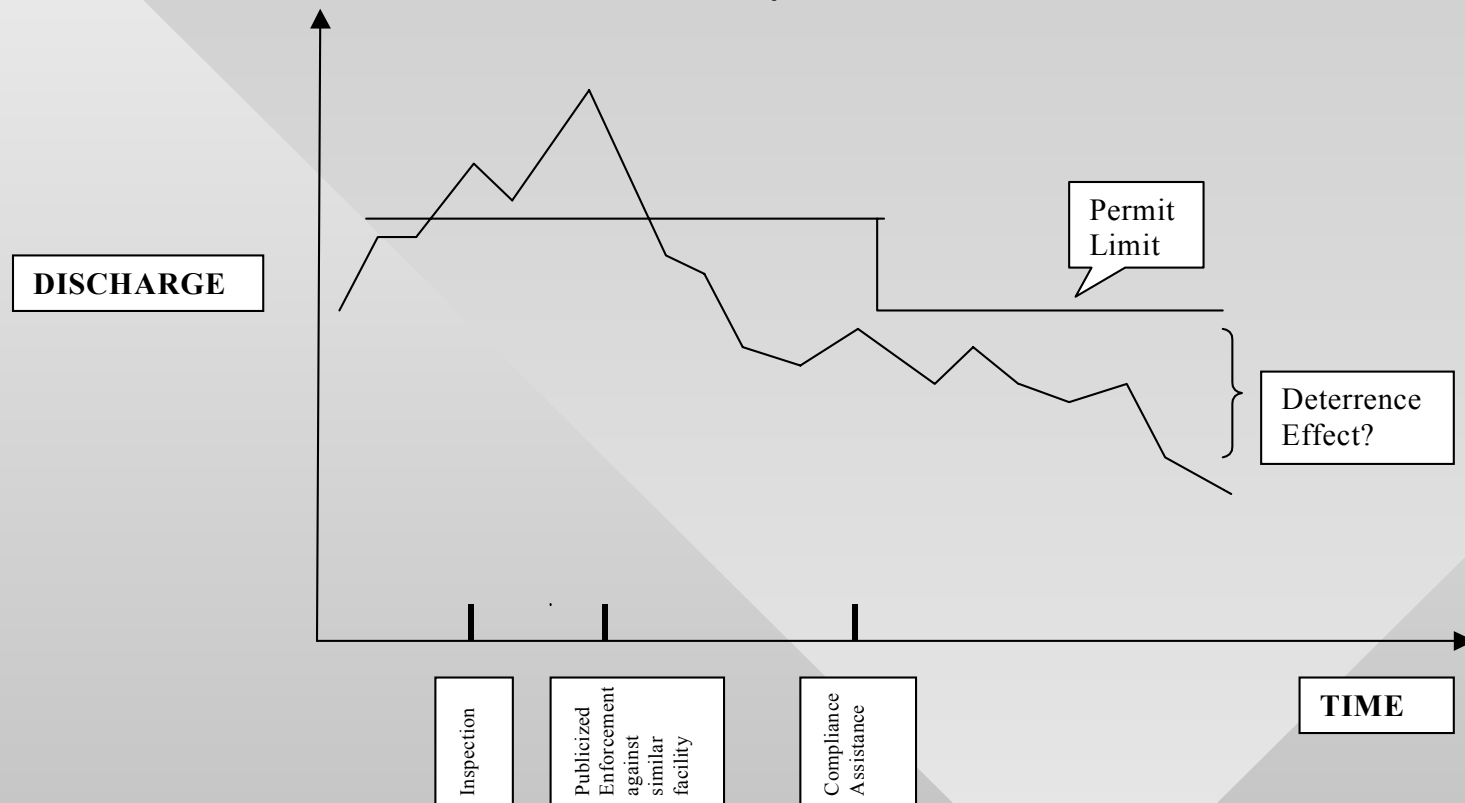 Permit
Limit
DISCHARGE
Deterrence
Effect?
TIME
Inspection
Publicized
Enforcement
against
similar
facility
Compliance
Assistance